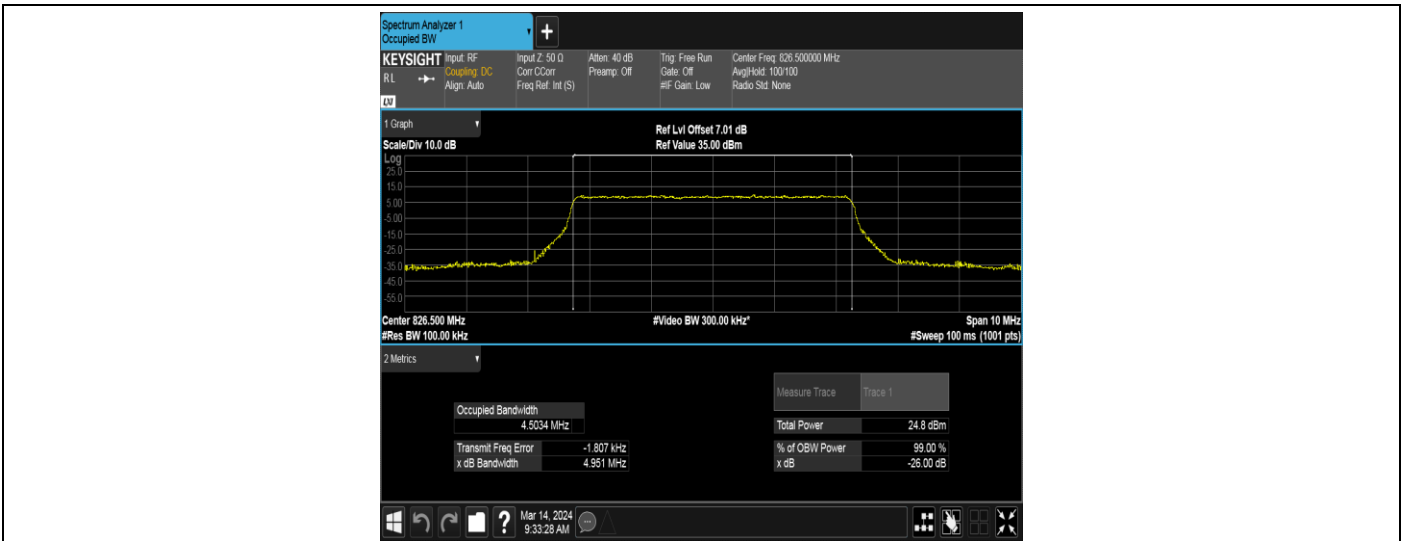 Spectrum Analyzer 1
Occupied BW
+
KEYSIGHT Input: RF Input Z: 50 Ω Atten: 40 dB Trig: Free Run Center Freq: 826.500000 MHz
RL Coupling: DC Corr CCorr Preamp: Off Gate: Off Avg|Hold: 100/100
Align: Auto Freq Ref: Int (S) #IF Gain: Low Radio Std: None
LXI
1 Graph Ref Lvl Offset 7.01 dB
Scale/Div 10.0 dB Ref Value 35.00 dBm
Log
25.0
15.0
5.00
-5.00
-15.0
-25.0
-35.0
-45.0
-55.0
Center 826.500 MHz #Video BW 300.00 kHz* Span 10 MHz
#Res BW 100.00 kHz #Sweep 100 ms (1001 pts)
2 Metrics
Measure Trace Trace 1
Occupied Bandwidth
4.5034 MHz Total Power 24.8 dBm
Transmit Freq Error -1.807 kHz % of OBW Power 99.00 %
x dB Bandwidth 4.951 MHz x dB -26.00 dB
? Mar 14, 2024
9:33:28 AM